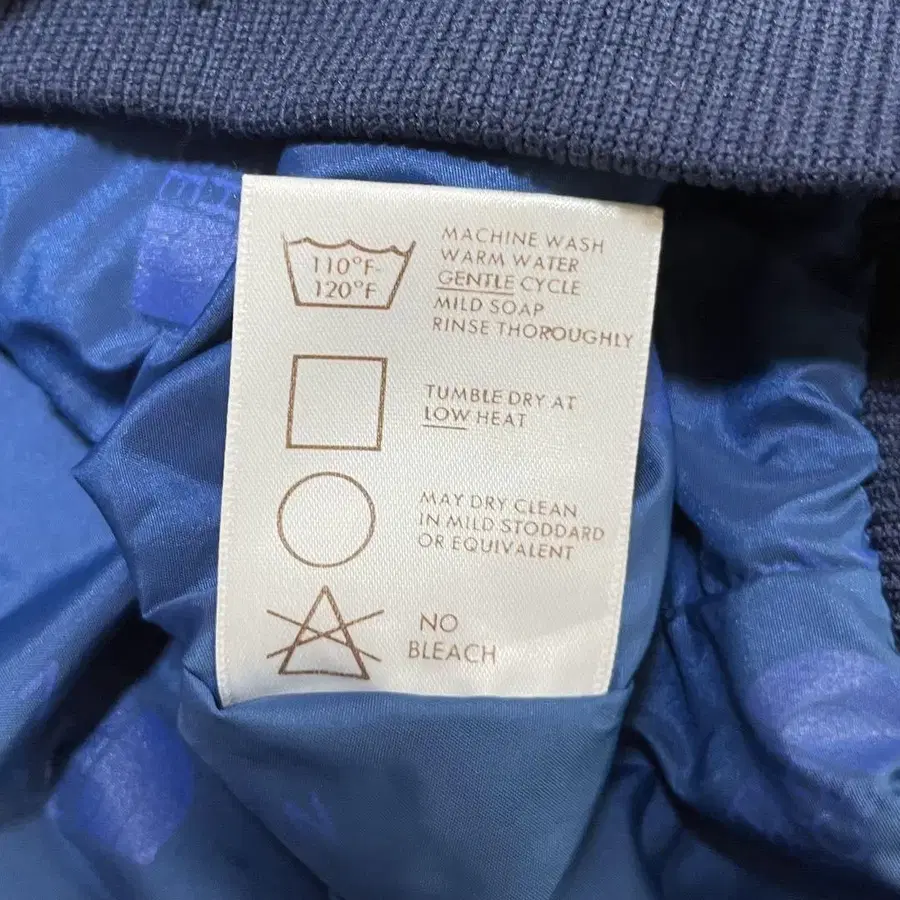 110°F-
120°F
MACHINE WASH
WARM WATER
GENTLE CYCLE
MILD SOAP
RINSE THOROUGHLY
TUMBLE DRY AT
LOW HEAT
MAY DRY CLEAN
IN MILD STODDARD
OR EQUIVALENT
NO
BLEACH